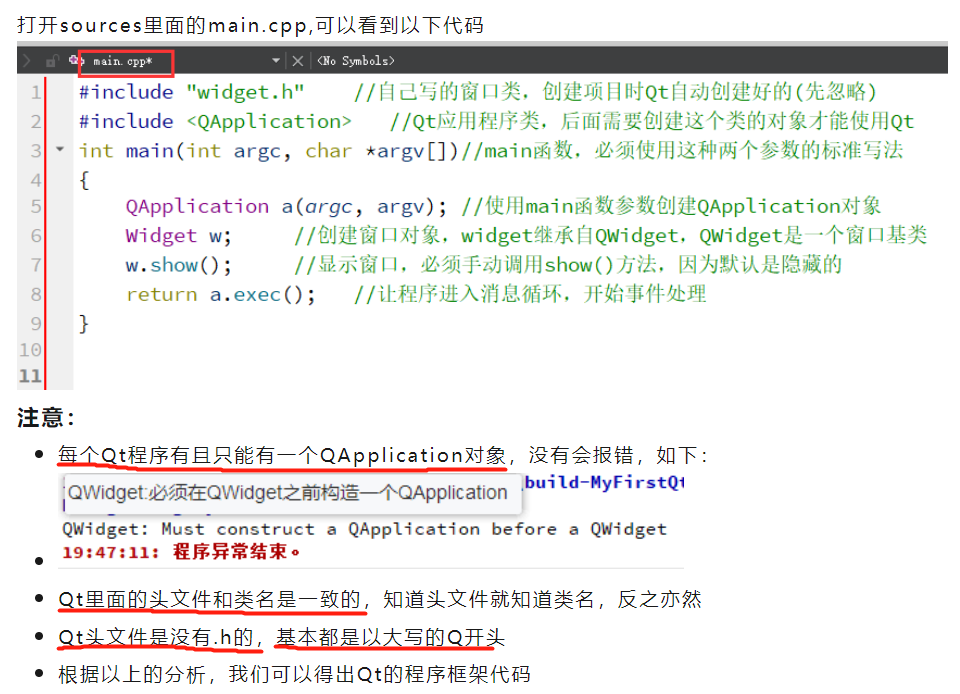 打开sources里面的main.cpp,可以看到以下代码
main.cpp* <No Symbols>
1 #include "widget.h" //自己写的窗口类，创建项目时Qt自动创建好的(先忽略)
2 #include <QApplication> //Qt应用程序类，后面需要创建这个类的对象才能使用Qt
3 int main(int argc, char *argv[])//main函数，必须使用这种两个参数的标准写法
4 {
5 QApplication a(argc, argv); //使用main函数参数创建QApplication对象
6 Widget w; //创建窗口对象，widget继承自QWidget，QWidget是一个窗口基类
7 w.show(); //显示窗口，必须手动调用show()方法，因为默认是隐藏的
8 return a.exec(); //让程序进入消息循环，开始事件处理
9 }
10
11
注意：
每个Qt程序有且只能有一个QApplication对象，没有会报错，如下：
build-MyFirstQt
QWidget:必须在QWidget之前构造一个QApplication
QWidget: Must construct a QApplication before a QWidget
19:47:11: 程序异常结束。
Qt里面的头文件和类名是一致的，知道头文件就知道类名，反之亦然
Qt头文件是没有.h的，基本都是以大写的Q开头
根据以上的分析，我们可以得出Qt的程序框架代码